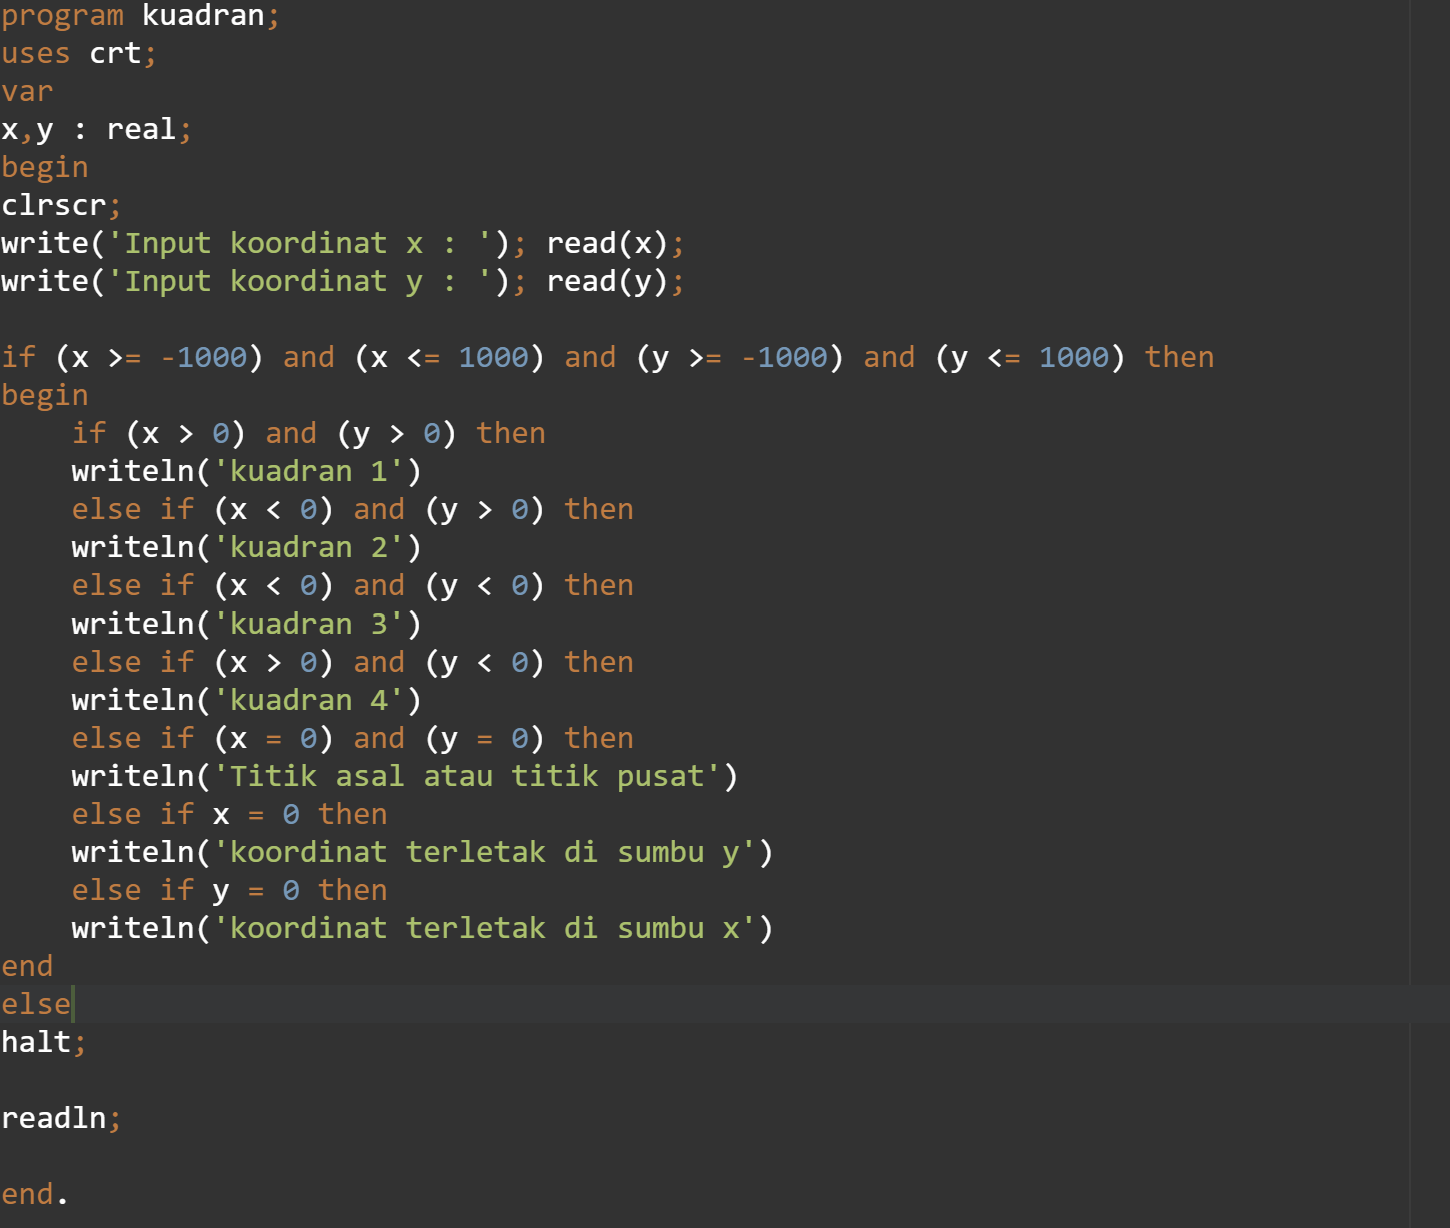 program kuadran;
uses crt;
var
x,y : real;
begin
clrscr;
write('Input koordinat x : '); read(x);
write('Input koordinat y : '); read(y);

if (x >= -1000) and (x <= 1000) and (y >= -1000) and (y <= 1000) then
begin
    if (x > 0) and (y > 0) then
    writeln('kuadran 1')
    else if (x < 0) and (y > 0) then
    writeln('kuadran 2')
    else if (x < 0) and (y < 0) then
    writeln('kuadran 3')
    else if (x > 0) and (y < 0) then
    writeln('kuadran 4')
    else if (x = 0) and (y = 0) then
    writeln('Titik asal atau titik pusat')
    else if x = 0 then
    writeln('koordinat terletak di sumbu y')
    else if y = 0 then
    writeln('koordinat terletak di sumbu x')
end
else
halt;

readln;

end.